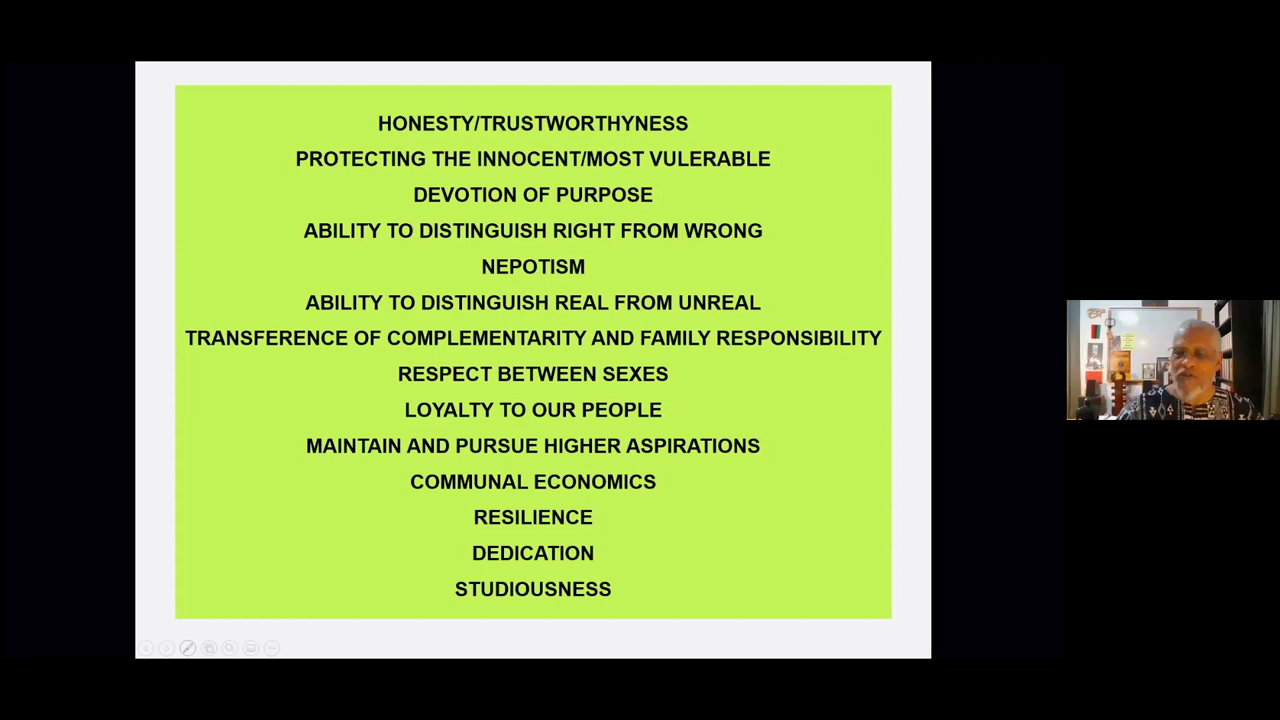 HONESTY/TRUSTWORTHYNESS
PROTECTING THE INNOCENT/MOST VULERABLE
DEVOTION OF PURPOSE
ABILITY TO DISTINGUISH RIGHT FROM WRONG
NEPOTISM
ABILITY TO DISTINGUISH REAL FROM UNREAL
TRANSFERENCE OF COMPLEMENTARITY AND FAMILY RESPONSIBILITY
RESPECT BETWEEN SEXES
LOYALTY TO OUR PEOPLE
MAINTAIN AND PURSUE HIGHER ASPIRATIONS
COMMUNAL ECONOMICS
RESILIENCE
DEDICATION
STUDIOUSNESS